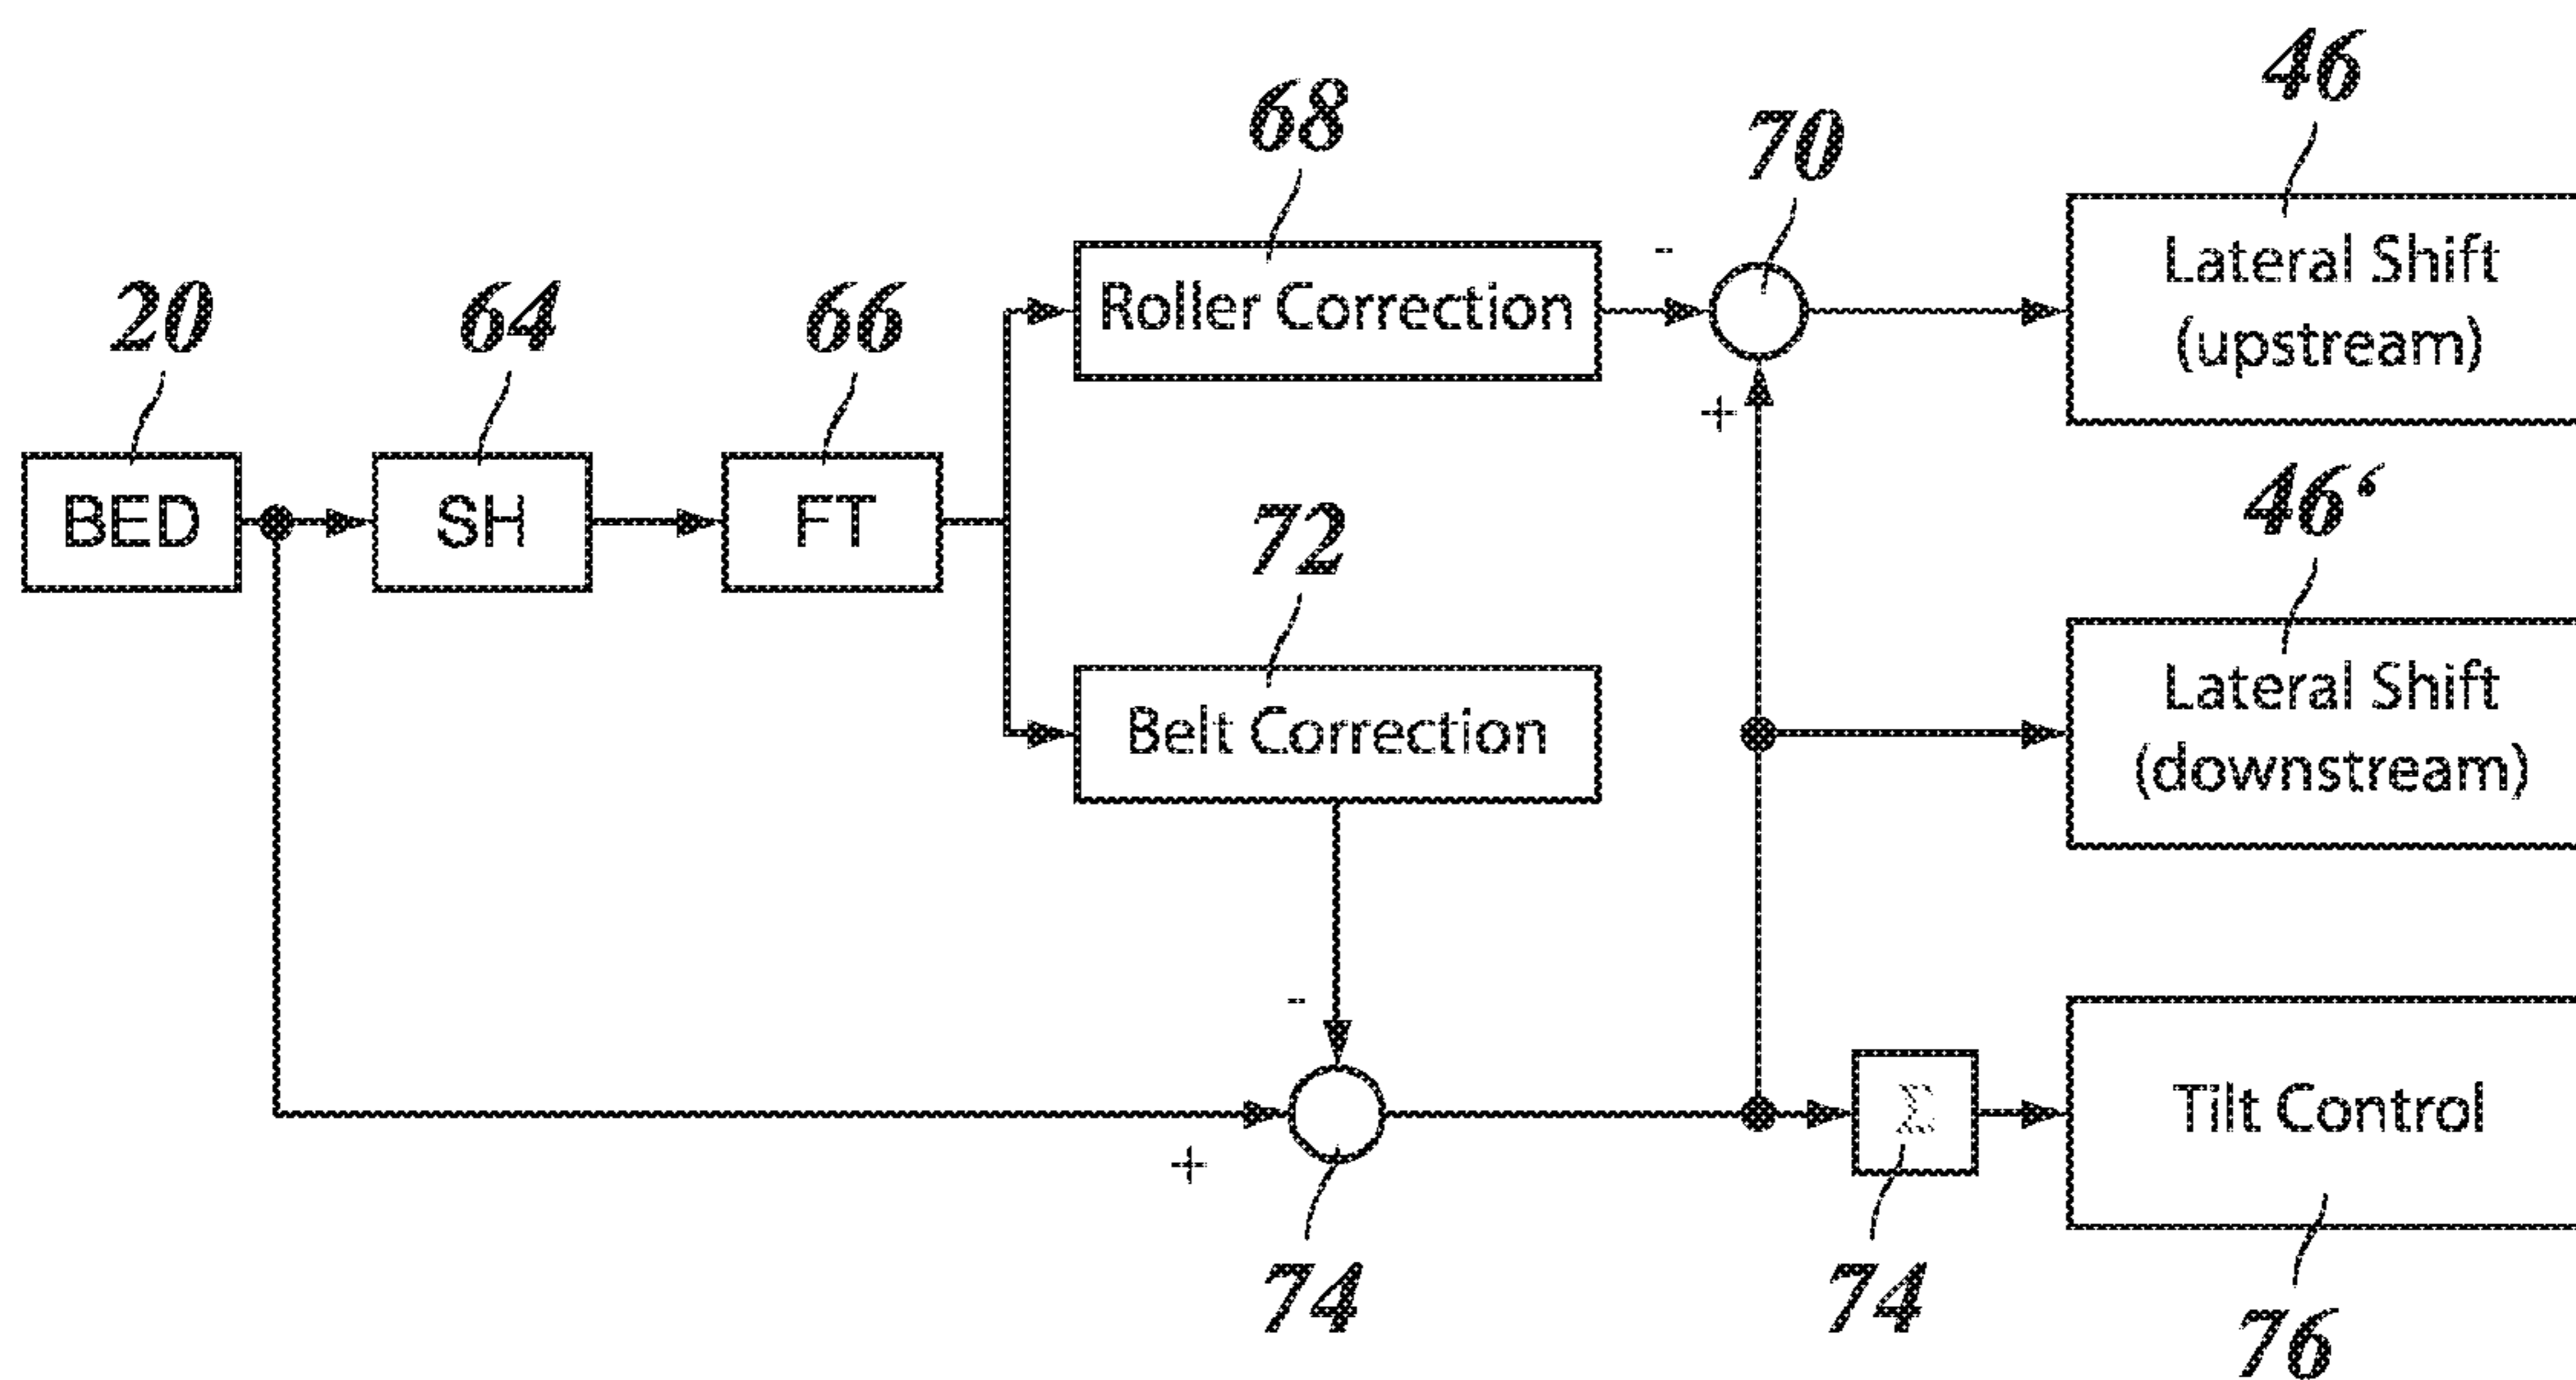 46
68
70
Lateral Shift
(upstream)
-
Roller Correction
20
64
66
+
46‘
BED
SH
FT
72
Lateral Shift
(downstream)
Belt Correction
-
Σ
Tilt Control
+
74
74
76